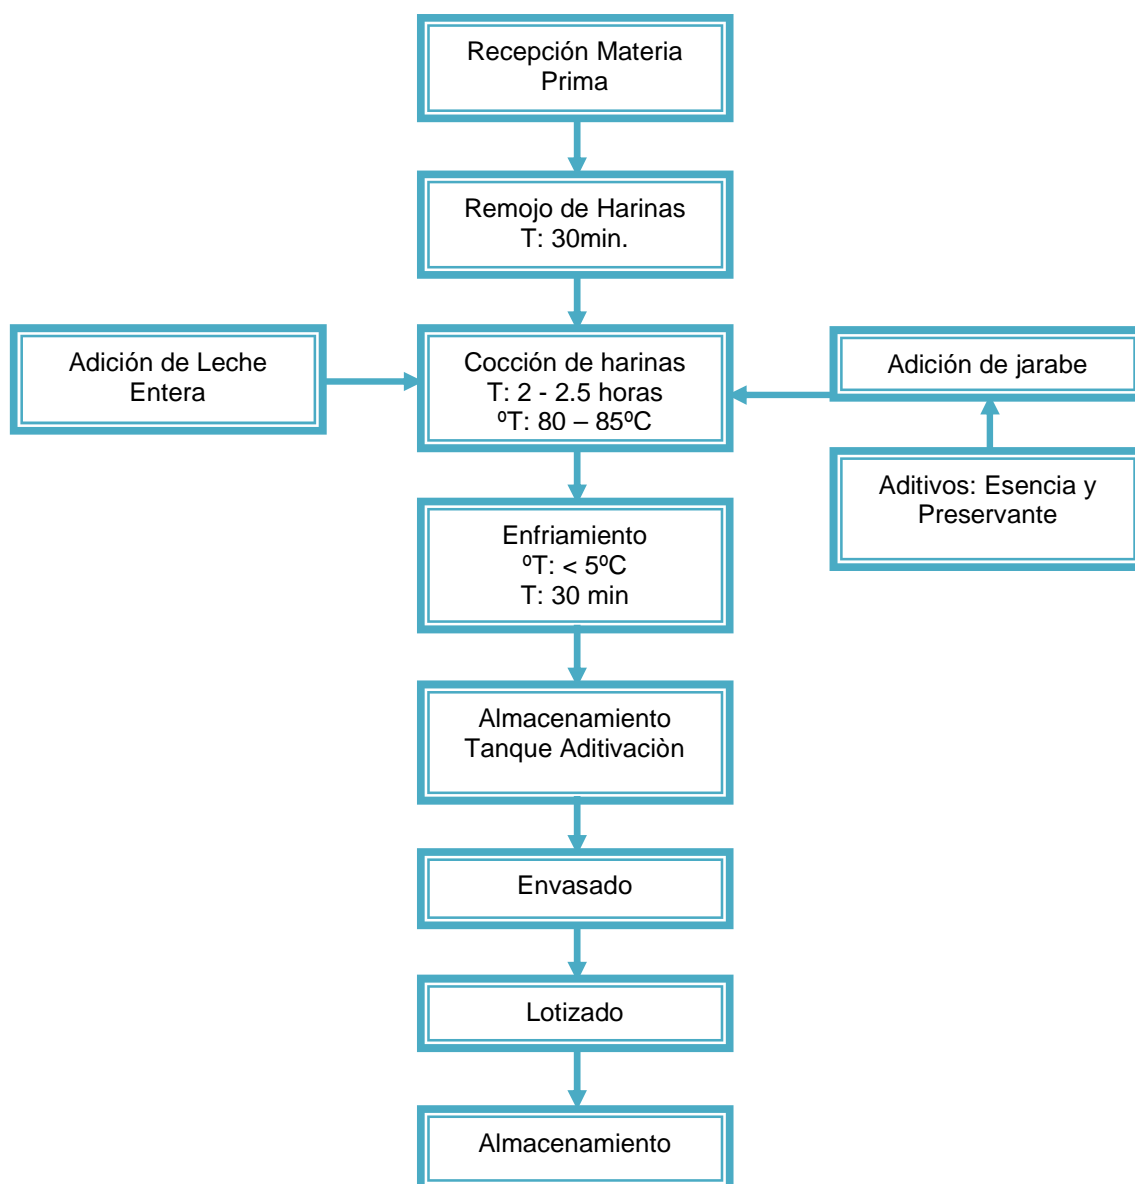 Recepción Materia
Prima
Remojo de Harinas
T: 30min.
Adición de Leche
Entera
Cocción de harinas
T: 2 - 2.5 horas
ºT: 80 – 85ºC
Adición de jarabe
Aditivos: Esencia y
Preservante
Enfriamiento
ºT: < 5ºC
T: 30 min
Almacenamiento
Tanque Aditivaciòn
Envasado
Lotizado
Almacenamiento